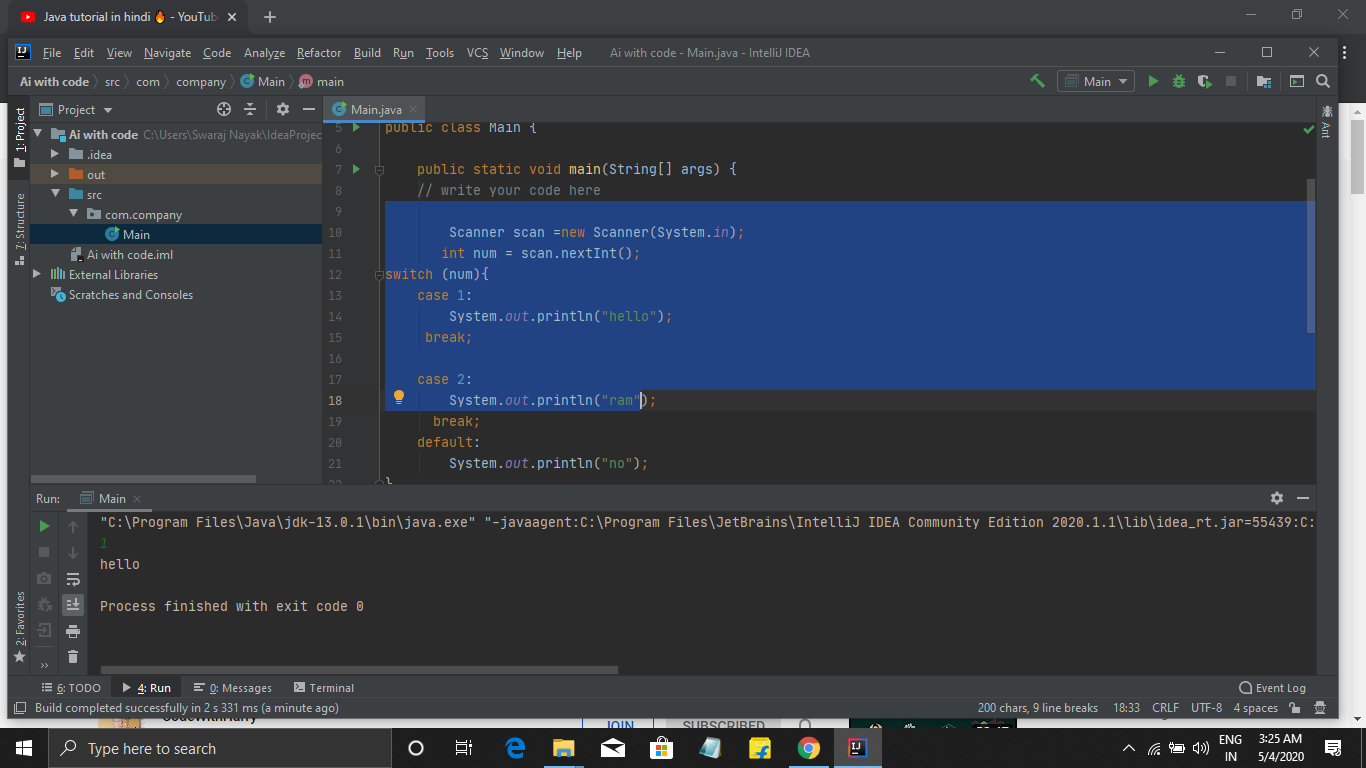 Java tutorial in hindi 🔥 - YouTub
File Edit View Navigate Code Analyze Refactor Build Run Tools VCS Window Help Ai with code - Main.java - IntelliJ IDEA
Ai with code src com company Main main Main
1: Project
7: Structure
2: Favorites
Ant
Project
Ai with code C:\Users\Swaraj Nayak\IdeaProjec
.idea
out
src
com.company
Main
Ai with code.iml
External Libraries
Scratches and Consoles
Main.java
5 public class Main {
6
7 public static void main(String[] args) {
8 // write your code here
9
10 Scanner scan =new Scanner(System.in);
11 int num = scan.nextInt();
12 switch (num){
13 case 1:
14 System.out.println("hello");
15 break;
16
17 case 2:
18 System.out.println("ram");
19 break;
20 default:
21 System.out.println("no");
22 }
Run: Main
"C:\Program Files\Java\jdk-13.0.1\bin\java.exe" "-javaagent:C:\Program Files\JetBrains\IntelliJ IDEA Community Edition 2020.1.1\lib\idea_rt.jar=55439:C:
1
hello
Process finished with exit code 0
6: TODO 4: Run 0: Messages Terminal Event Log
Build completed successfully in 2 s 331 ms (a minute ago) 200 chars, 9 line breaks 18:33 CRLF UTF-8 4 spaces
CodeWithHarry JOIN SUBSCRIBED
Type here to search
ENG 3:25 AM
IN 5/4/2020